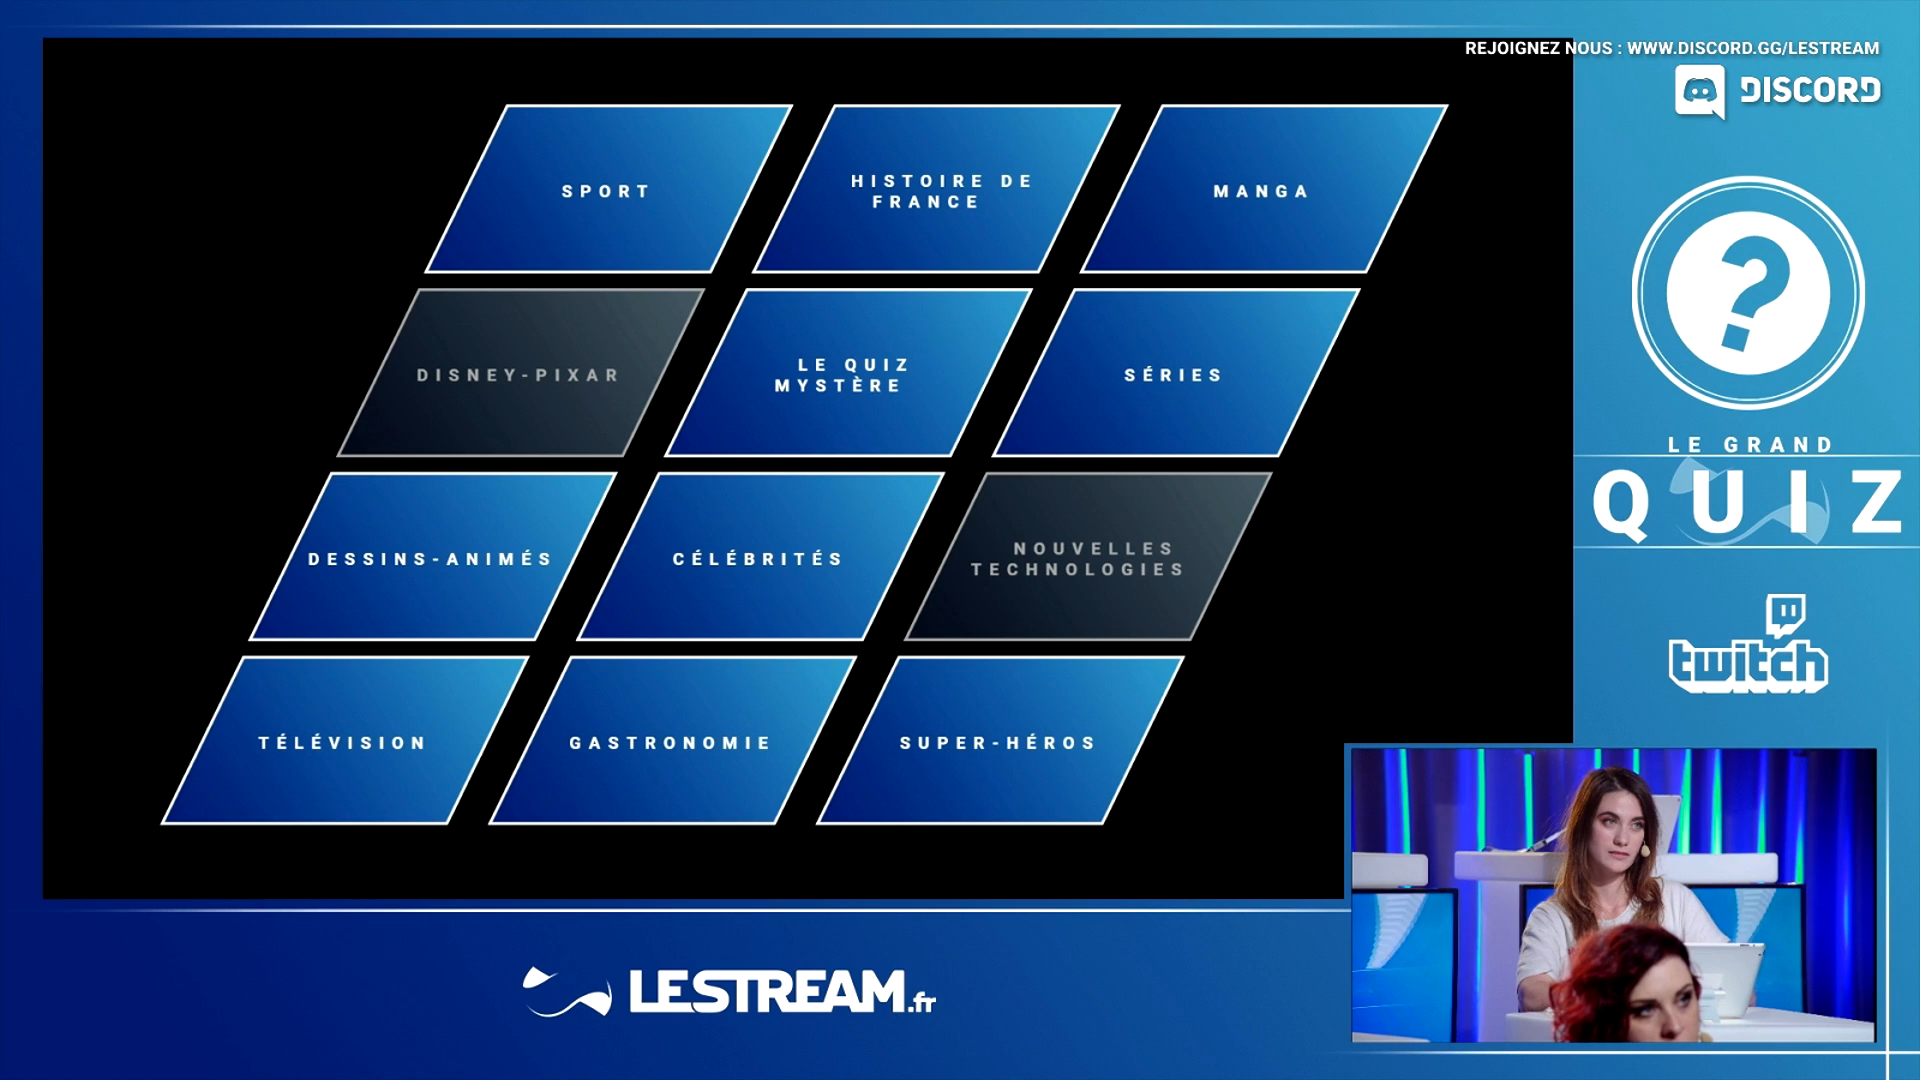 REJOIGNEZ NOUS : WWW.DISCORD.GG/LESTREAM
DISCORD
SPORT
HISTOIRE DE
FRANCE
MANGA
DISNEY-PIXAR
LE QUIZ
MYSTÈRE
SÉRIES
DESSINS-ANIMÉS
CÉLÉBRITÉS
NOUVELLES
TECHNOLOGIES
TÉLÉVISION
GASTRONOMIE
SUPER-HÉROS
?
LE GRAND
QUIZ
twitch
LESTREAM.fr